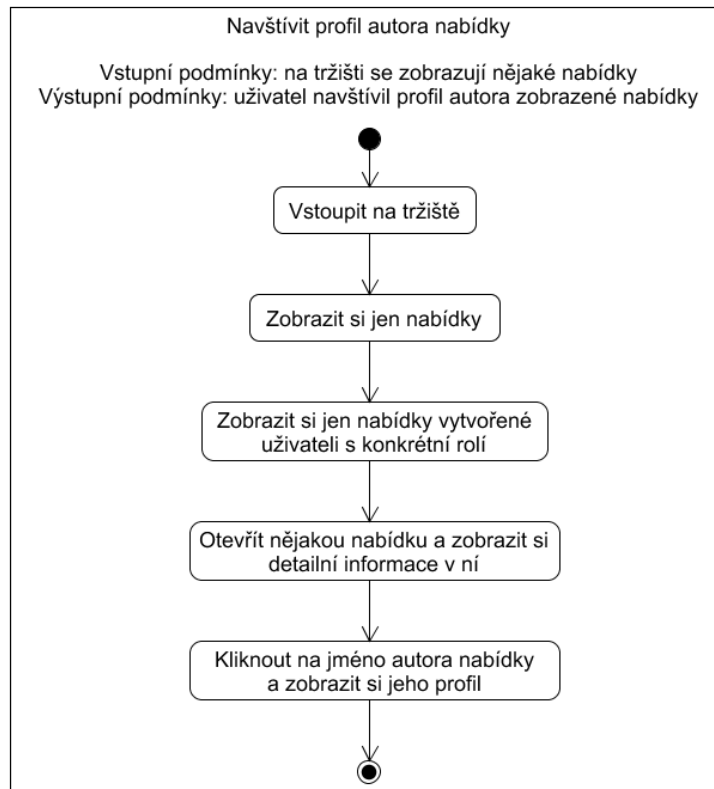 Navštívit profil autora nabídky
Vstupní podmínky: na tržišti se zobrazují nějaké nabídky
Výstupní podmínky: uživatel navštívil profil autora zobrazené nabídky
Vstoupit na tržiště
Zobrazit si jen nabídky
Zobrazit si jen nabídky vytvořené
uživateli s konkrétní rolí
Otevřít nějakou nabídku a zobrazit si
detailní informace v ní
Kliknout na jméno autora nabídky
a zobrazit si jeho profil